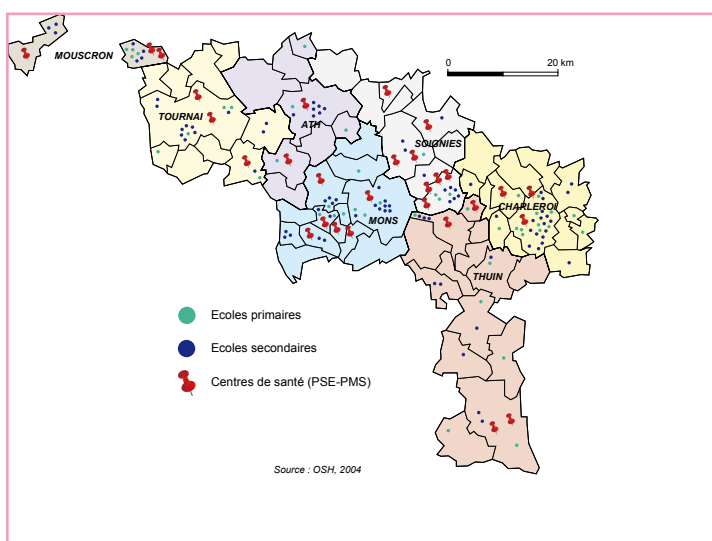 MOUSCRON
0
20 km
TOURNAI
ATH
SOIGNIES
CHARLEROI
MONS
THUIN
Ecoles primaires
Ecoles secondaires
Centres de santé (PSE-PMS)
Source : OSH, 2004